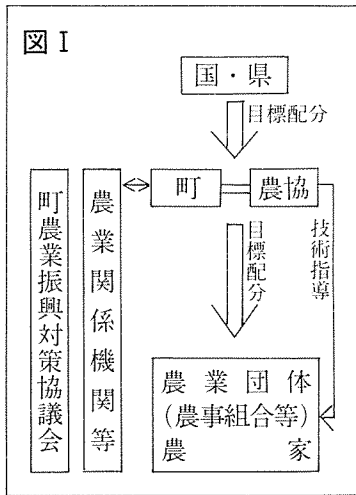 図 I
国・県
目標配分
町
農協
目標配分
技術指導
農業関係機関等
町農業振興対策協議会
農業団体
(農事組合等)
農家